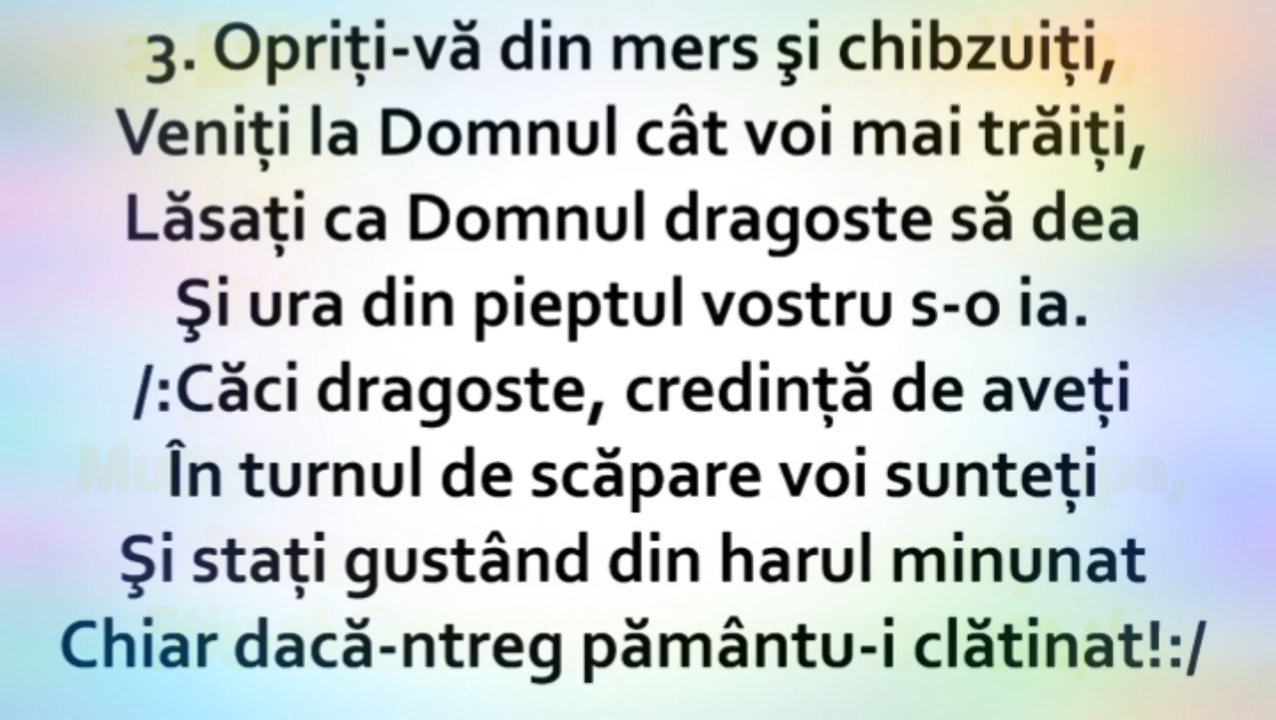 3. Opriți-vă din mers şi chibzuiți,
Veniți la Domnul cât voi mai trăiți,
Lăsați ca Domnul dragoste să dea
Şi ura din pieptul vostru s-o ia.
/:Căci dragoste, credință de aveți
În turnul de scăpare voi sunteți
Şi stați gustând din harul minunat
Chiar dacă-ntreg pământu-i clătinat!:/